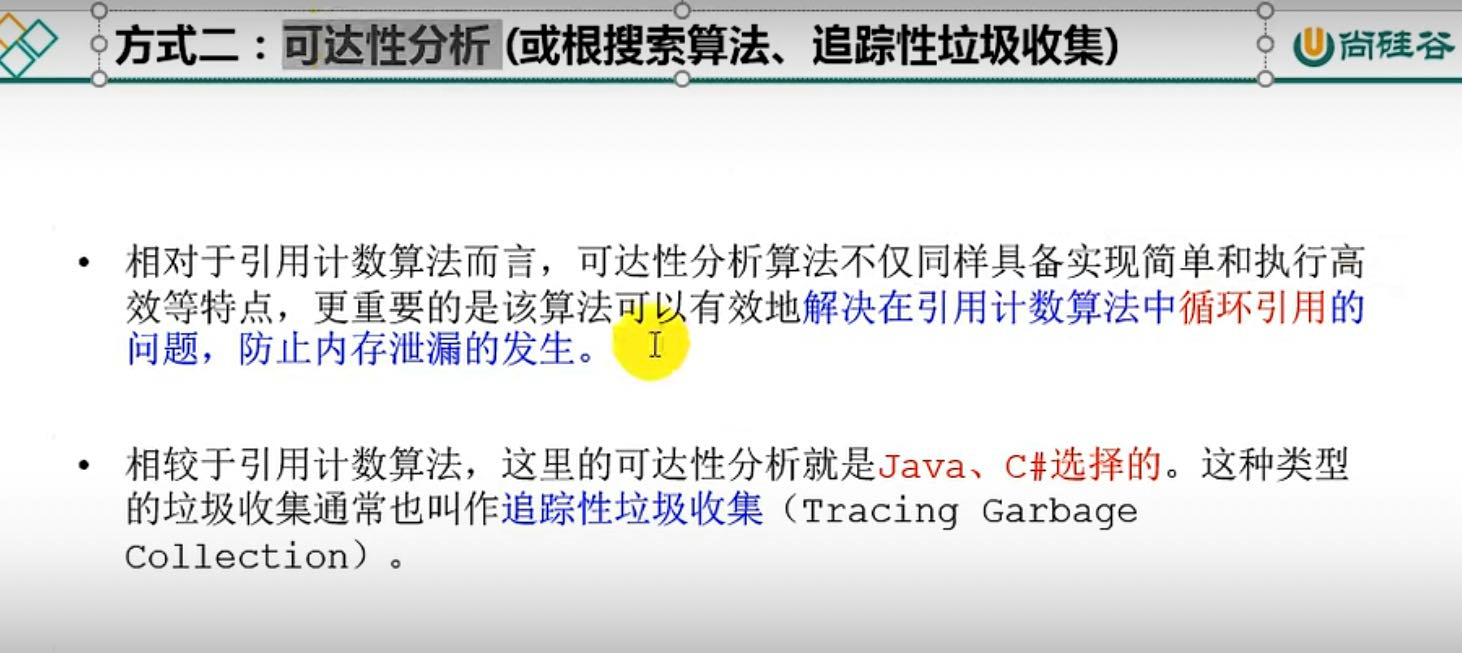 方式二：可达性分析 (或根搜索算法、追踪性垃圾收集)
尚硅谷
• 相对于引用计数算法而言，可达性分析算法不仅同样具备实现简单和执行高
效等特点，更重要的是该算法可以有效地解决在引用计数算法中循环引用的
问题，防止内存泄漏的发生。
• 相较于引用计数算法，这里的可达性分析就是Java、C#选择的。这种类型
的垃圾收集通常也叫作追踪性垃圾收集（Tracing Garbage
Collection）。